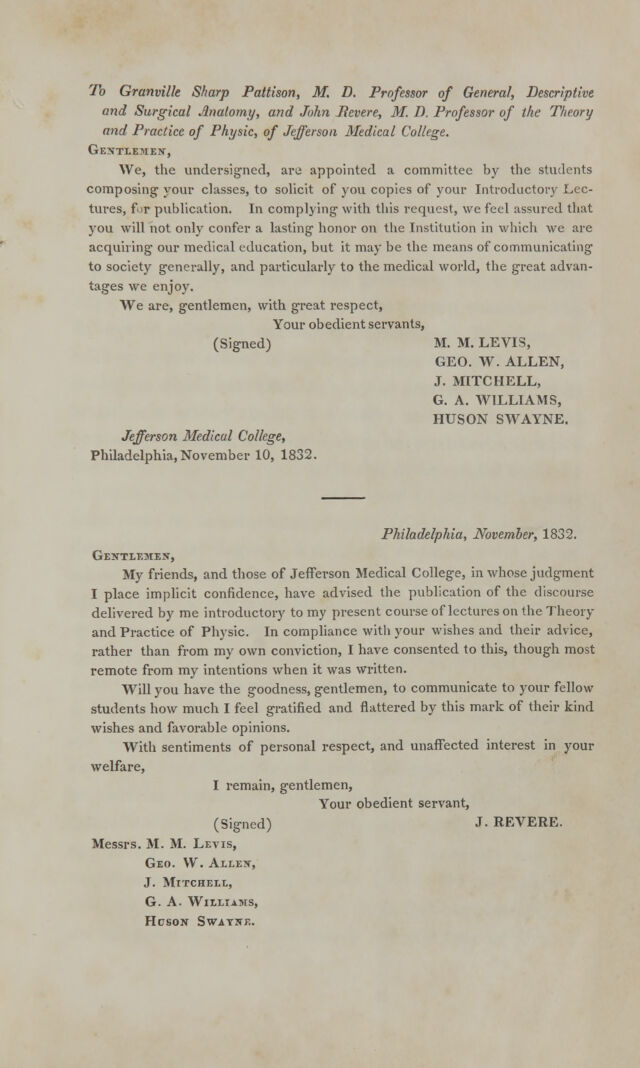 To Granville Sharp Pattison, M. D. Professor of General, Descriptive
and Surgical Anatomy, and John Revere, M. D. Professor of the Theory
and Practice of Physic, of Jefferson Medical College.
Gentlemen,
We, the undersigned, are appointed a committee by the students
composing your classes, to solicit of you copies of your Introductory Lec-
tures, for publication. In complying with this request, we feel assured that
you will not only confer a lasting honor on the Institution in which we are
acquiring our medical education, but it may be the means of communicating
to society generally, and particularly to the medical world, the great advan-
tages we enjoy.
We are, gentlemen, with great respect,
Your obedient servants,
(Signed) M. M. LEVIS,
GEO. W. ALLEN,
J. MITCHELL,
G. A. WILLIAMS,
HUSON SWAYNE.
Jefferson Medical College,
Philadelphia, November 10, 1832.
Philadelphia, November, 1832.
Gentlemen,
My friends, and those of Jefferson Medical College, in whose judgment
I place implicit confidence, have advised the publication of the discourse
delivered by me introductory to my present course of lectures on the Theory
and Practice of Physic. In compliance with your wishes and their advice,
rather than from my own conviction, I have consented to this, though most
remote from my intentions when it was written.
Will you have the goodness, gentlemen, to communicate to your fellow
students how much I feel gratified and flattered by this mark of their kind
wishes and favorable opinions.
With sentiments of personal respect, and unaffected interest in your
welfare,
I remain, gentlemen,
Your obedient servant,
(Signed) J. REVERE.
Messrs. M. M. Levis,
Geo. W. Allen,
J. Mitchell,
G. A. Williams,
Huson Swayne.